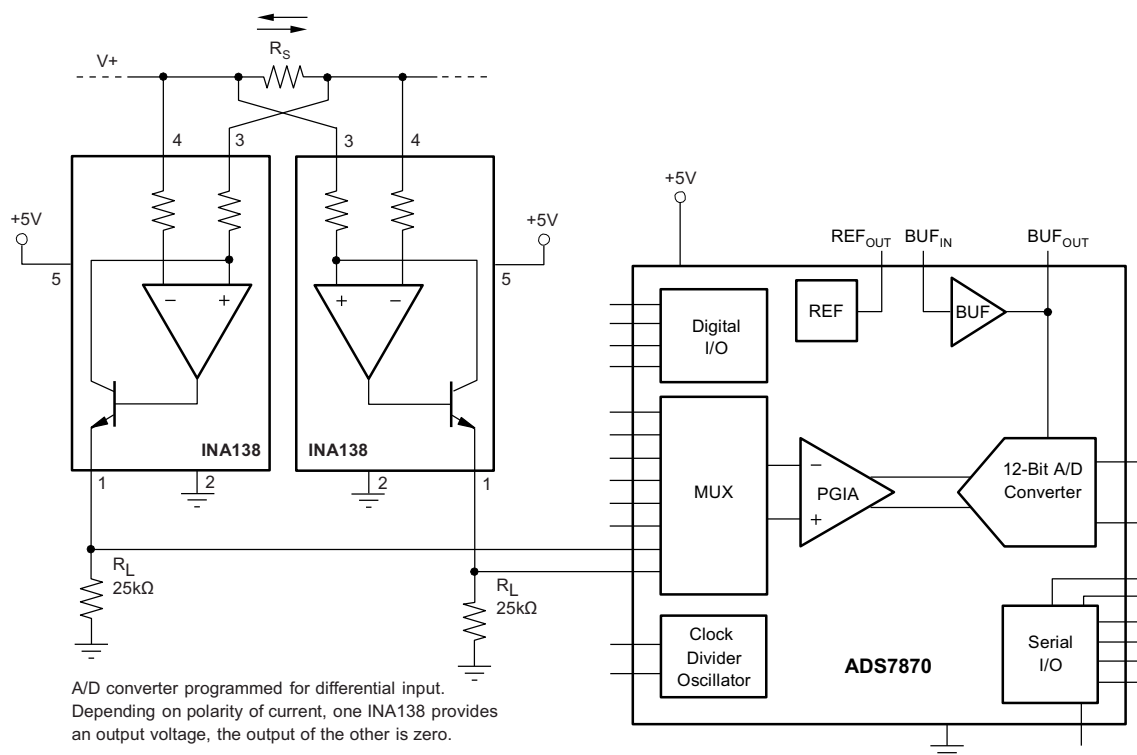 R_S
V+
4
3
3
4
+5V
5
− +
+ −
+5V
5
INA138
INA138
1
2
2
1
R_L
25kΩ
R_L
25kΩ
+5V
REF_OUT
BUF_IN
BUF_OUT
Digital
I/O
REF
BUF
MUX
−
PGIA
+
12-Bit A/D
Converter
Clock
Divider
Oscillator
ADS7870
Serial
I/O
A/D converter programmed for differential input.
Depending on polarity of current, one INA138 provides
an output voltage, the output of the other is zero.